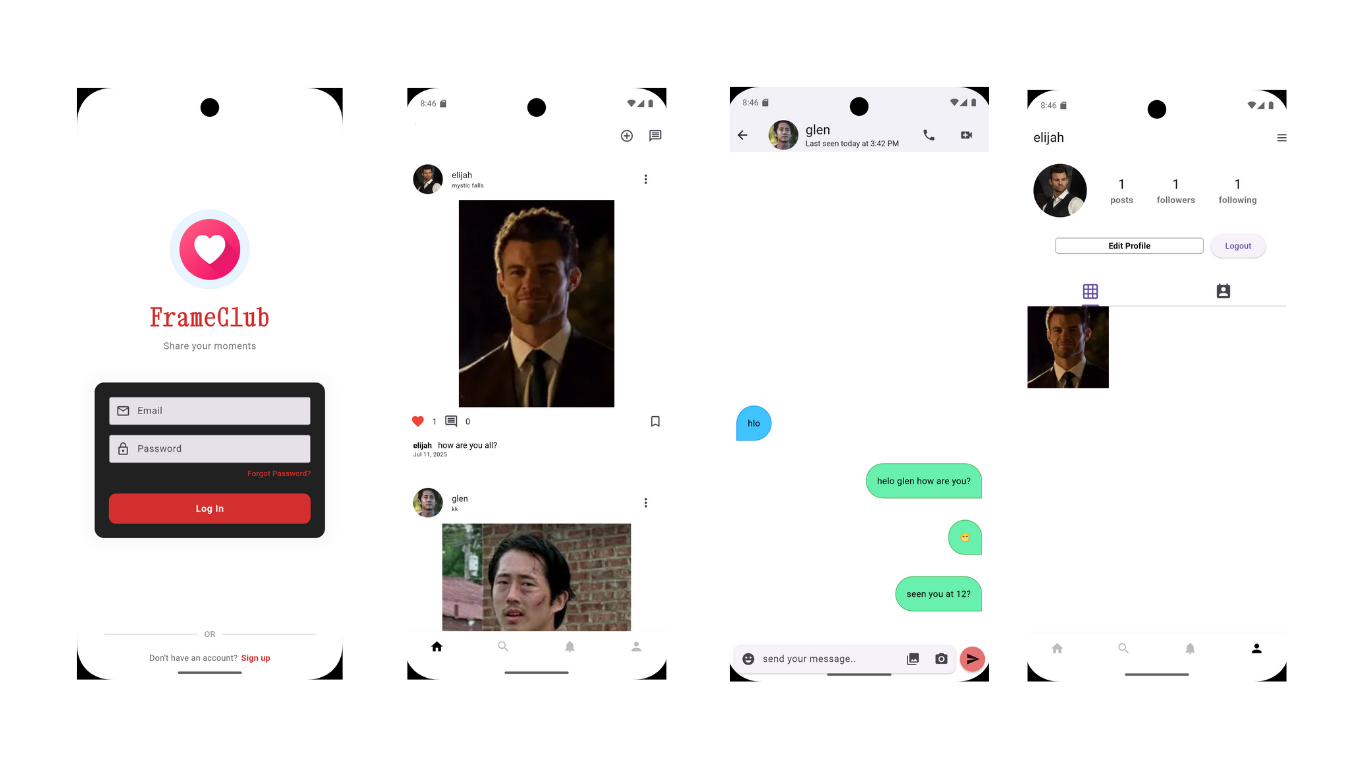 FrameClub
Share your moments
Email
Password
Forgot Password?
Log In
OR
Don't have an account? Sign up
8:46
elijah
mystic falls
1 0
elijah how are you all?
Jul 11, 2025
glen
kk
8:46
glen
Last seen today at 3:42 PM
hlo
helo glen how are you?
seen you at 12?
send your message..
8:46
elijah
1 1 1
posts followers following
Edit Profile Logout